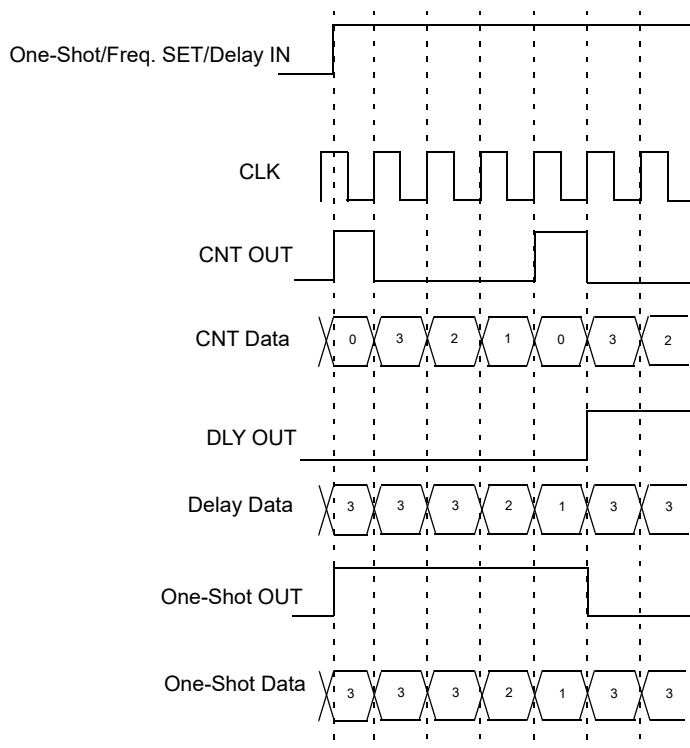 One-Shot/Freq. SET/Delay IN
CLK
CNT OUT
CNT Data 0 3 2 1 0 3 2
DLY OUT
Delay Data 3 3 3 2 1 3 3
One-Shot OUT
One-Shot Data 3 3 3 2 1 3 3